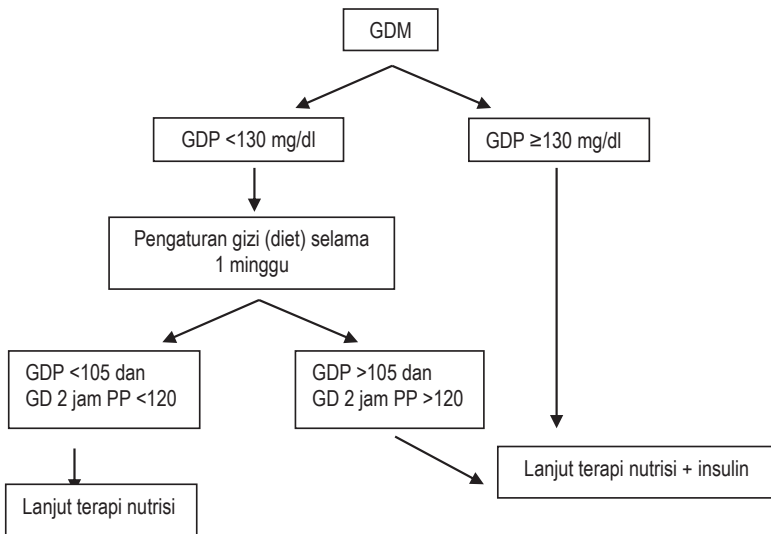 GDM
GDP <130 mg/dl
GDP ≥130 mg/dl
Pengaturan gizi (diet) selama
1 minggu
GDP <105 dan
GD 2 jam PP <120
GDP >105 dan
GD 2 jam PP >120
Lanjut terapi nutrisi + insulin
Lanjut terapi nutrisi